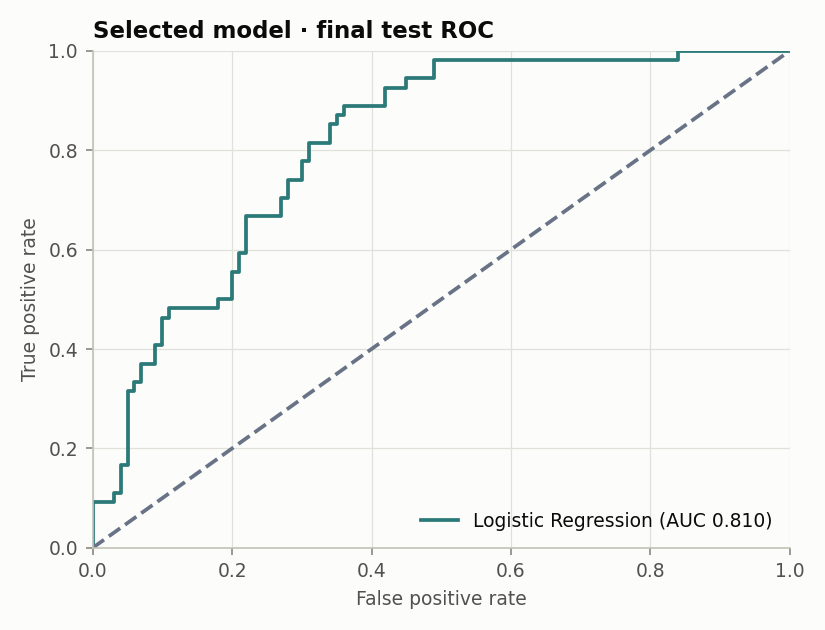 Selected model · final test ROC
1.0
0.8
0.6
0.4
0.2
0.0
True positive rate
Logistic Regression (AUC 0.810)
0.0 0.2 0.4 0.6 0.8 1.0
False positive rate